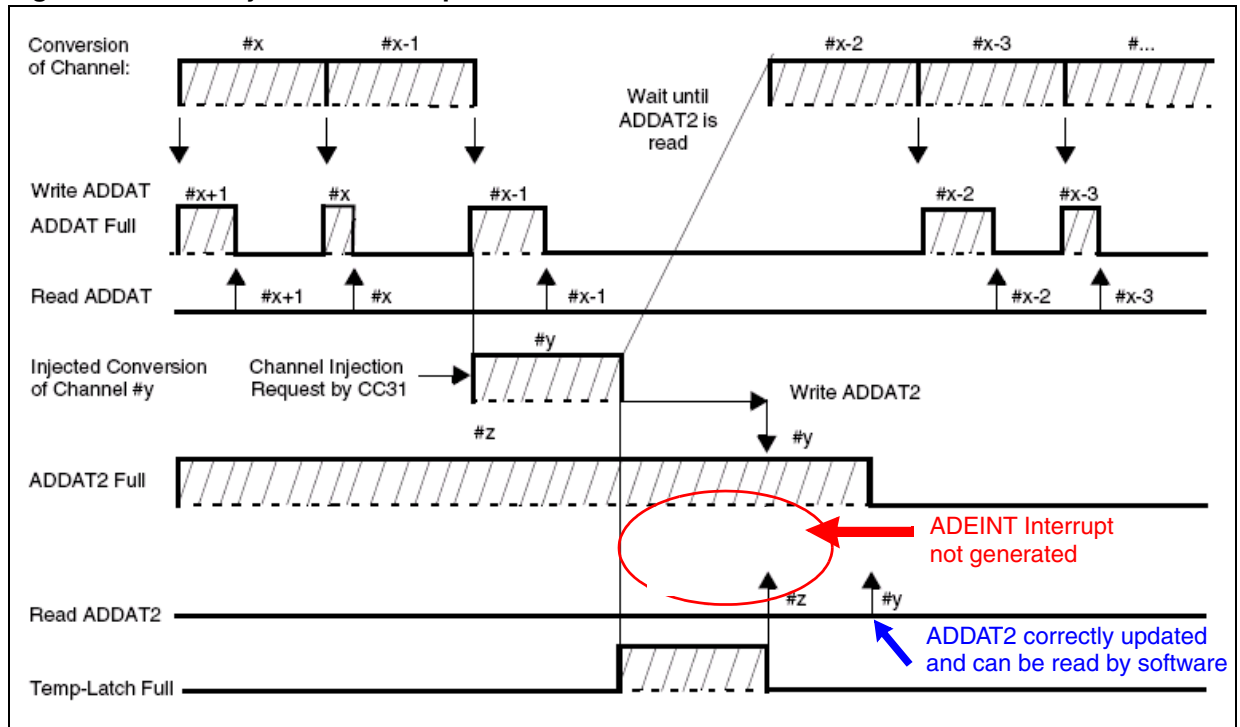 Conversion
of Channel:
#x
#x-1
#x-2
#x-3
#...
Wait until
ADDAT2 is
read
Write ADDAT
#x+1
#x
#x-1
#x-2
#x-3
ADDAT Full
Read ADDAT
#x+1
#x
#x-1
#x-2
#x-3
#y
Injected Conversion
of Channel #y
Channel Injection
Request by CC31
Write ADDAT2
#z
#y
ADDAT2 Full
ADEINT Interrupt
not generated
#z
#y
Read ADDAT2
ADDAT2 correctly updated
and can be read by software
Temp-Latch Full